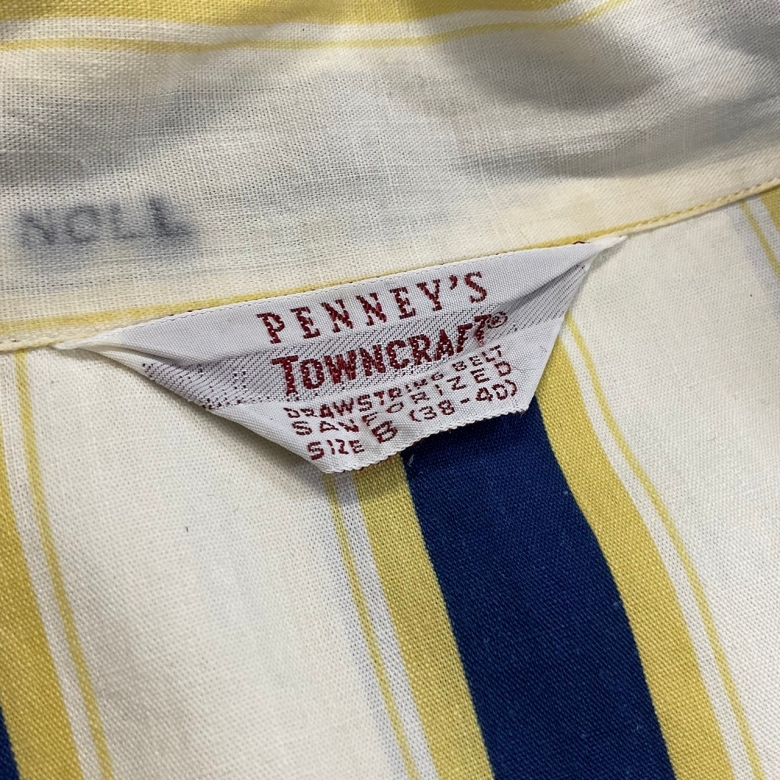 NOLL
PENNEY'S
TOWNCRAFT®
DRAWSTRING BELT
SANFORIZED
SIZE B (38-40)